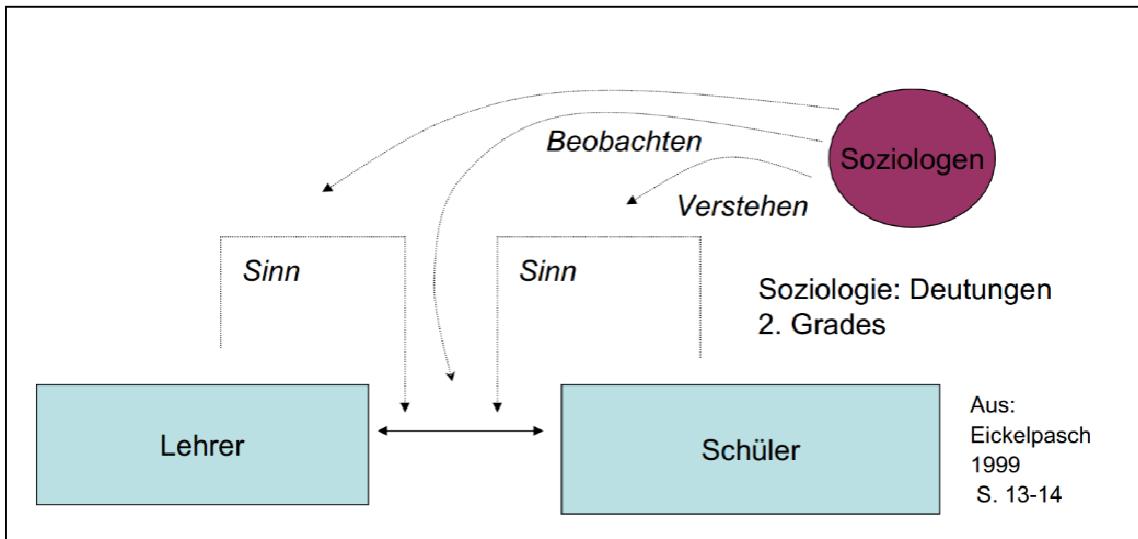 Soziologen
Beobachten
Verstehen
Sinn
Sinn
Soziologie: Deutungen
2. Grades
Lehrer
Schüler
Aus:
Eickelpasch
1999
S. 13-14